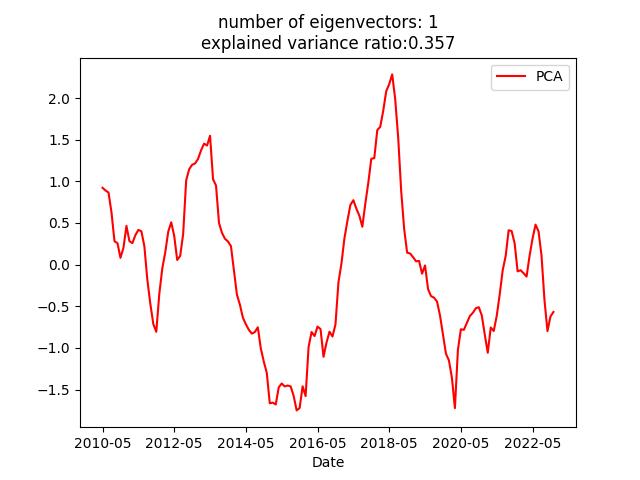 number of eigenvectors: 1
explained variance ratio:0.357
PCA
2.0
1.5
1.0
0.5
0.0
−0.5
−1.0
−1.5
2010-05 2012-05 2014-05 2016-05 2018-05 2020-05 2022-05
Date